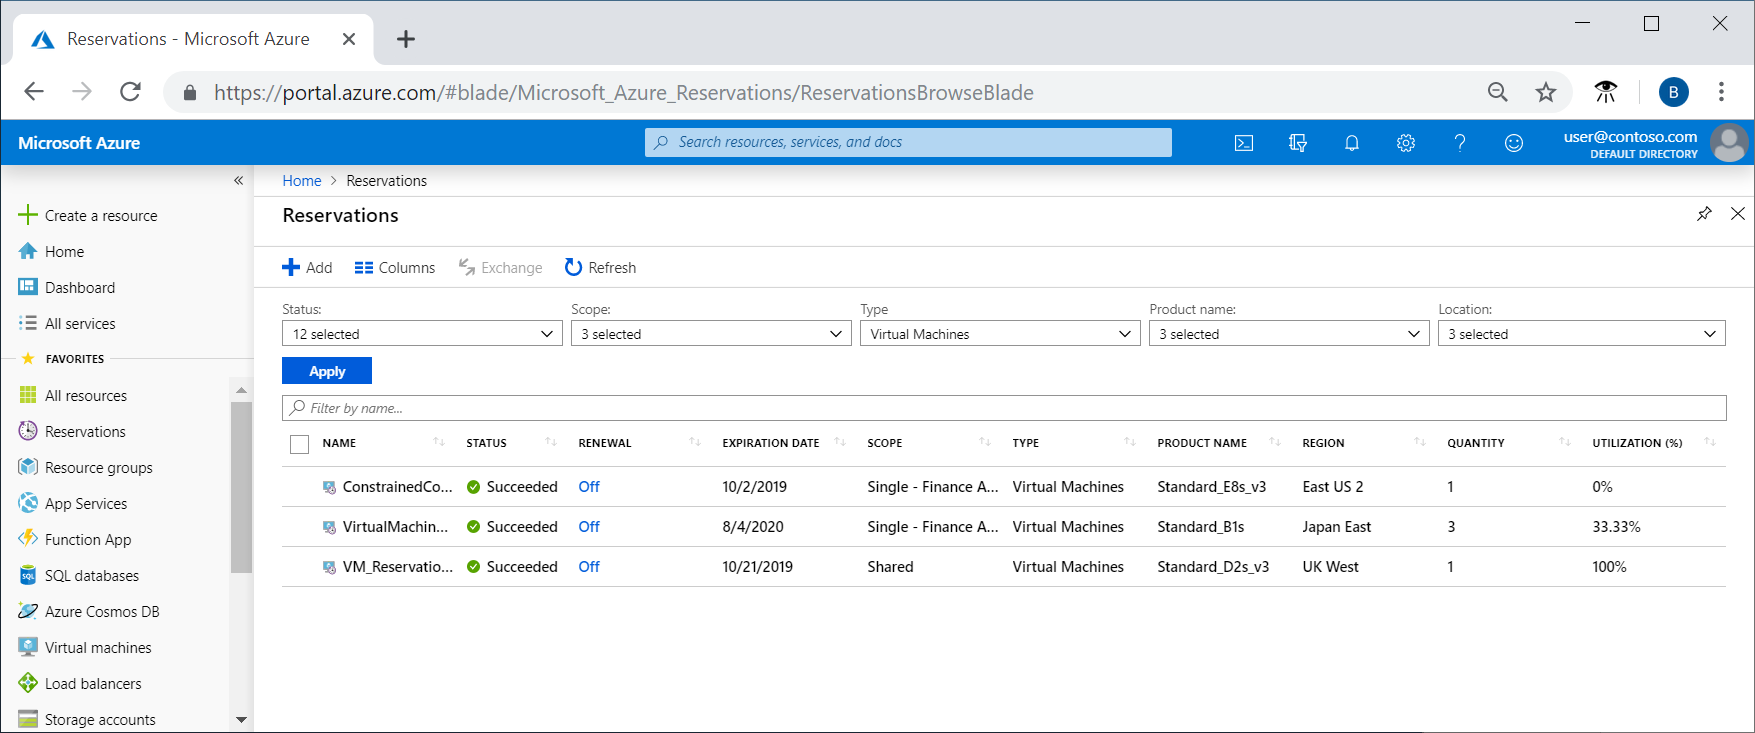 Reservations - Microsoft Azure
https://portal.azure.com/#blade/Microsoft_Azure_Reservations/ReservationsBrowseBlade
B
Microsoft Azure
Search resources, services, and docs
user@contoso.com
DEFAULT DIRECTORY
Create a resource
Home
Dashboard
All services
FAVORITES
All resources
Reservations
Resource groups
App Services
Function App
SQL
SQL databases
Azure Cosmos DB
Virtual machines
Load balancers
Storage accounts
Home > Reservations
Reservations
Add Columns Exchange Refresh
Status: Scope: Type Product name: Location:
12 selected 3 selected Virtual Machines 3 selected 3 selected
Apply
Filter by name...
NAME STATUS RENEWAL EXPIRATION DATE SCOPE TYPE PRODUCT NAME REGION QUANTITY UTILIZATION (%)
ConstrainedCo... Succeeded Off 10/2/2019 Single - Finance A... Virtual Machines Standard_E8s_v3 East US 2 1 0%
VirtualMachin... Succeeded Off 8/4/2020 Single - Finance A... Virtual Machines Standard_B1s Japan East 3 33.33%
VM_Reservatio... Succeeded Off 10/21/2019 Shared Virtual Machines Standard_D2s_v3 UK West 1 100%